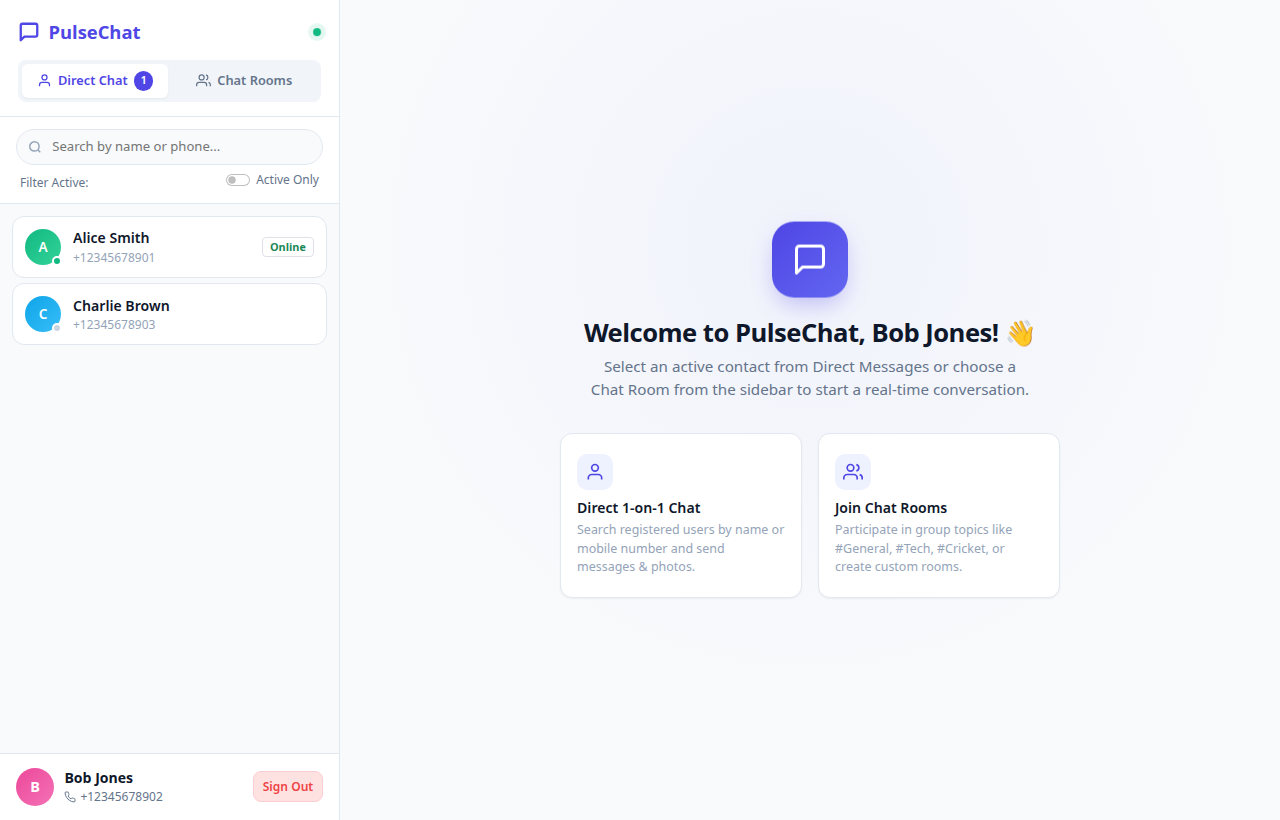 PulseChat
Direct Chat 1
Chat Rooms
Search by name or phone...
Filter Active:
Active Only
A
Alice Smith
+12345678901
Online
C
Charlie Brown
+12345678903
B
Bob Jones
+12345678902
Sign Out
Welcome to PulseChat, Bob Jones! 👋
Select an active contact from Direct Messages or choose a
Chat Room from the sidebar to start a real-time conversation.
Direct 1-on-1 Chat
Search registered users by name or
mobile number and send
messages & photos.
Join Chat Rooms
Participate in group topics like
#General, #Tech, #Cricket, or
create custom rooms.